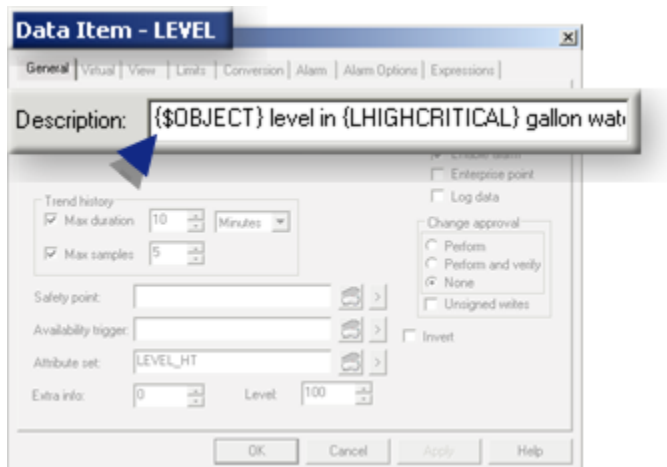 Data Item - LEVEL
General Virtual View Limits Conversion Alarm Alarm Options Expressions
Description: {$OBJECT} level in {LHIGHCRITICAL} gallon wat
Enable alarm
Enterprise point
Log data
Trend history
Max duration 10 Minutes
Max samples 5
Change approval
Perform
Perform and verify
None
Unsigned writes
Safety point:
Availability trigger:
Invert
Attribute set: LEVEL_HT
Extra info: 0 Level: 100
OK Cancel Apply Help